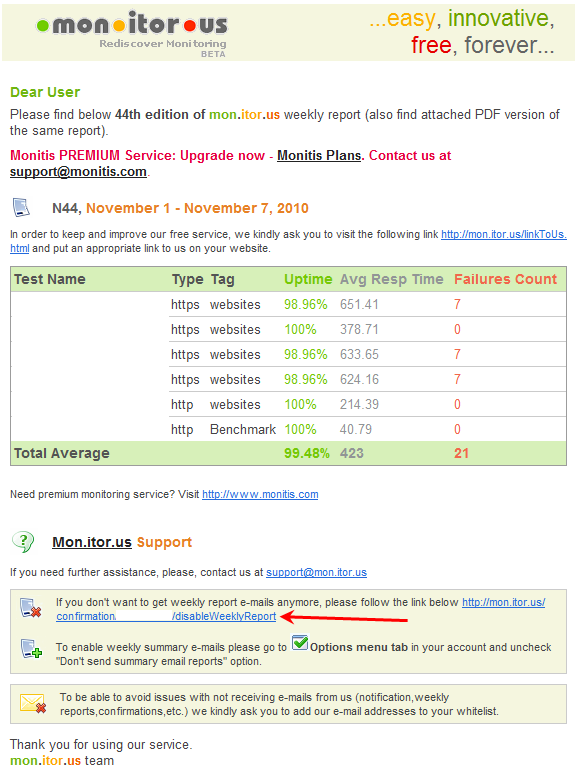 mon.itor.us
Rediscover Monitoring
BETA
...easy, innovative,
free, forever...
Dear User
Please find below 44th edition of mon.itor.us weekly report (also find attached PDF version of
the same report).
Monitis PREMIUM Service: Upgrade now - Monitis Plans. Contact us at
support@monitis.com.
N44, November 1 - November 7, 2010
In order to keep and improve our free service, we kindly ask you to visit the following link http://mon.itor.us/linkToUs.
html and put an appropriate link to us on your website.
Test Name Type Tag Uptime Avg Resp Time Failures Count
https websites 98.96% 651.41 7
https websites 100% 378.71 0
https websites 98.96% 633.65 7
https websites 98.96% 624.16 7
http websites 100% 214.39 0
http Benchmark 100% 40.79 0
Total Average 99.48% 423 21
Need premium monitoring service? Visit http://www.monitis.com
Mon.itor.us Support
If you need further assistance, please, contact us at support@mon.itor.us
If you don't want to get weekly report e-mails anymore, please follow the link below http://mon.itor.us/
confirmation/ /disableWeeklyReport
To enable weekly summary e-mails please go to Options menu tab in your account and uncheck
"Don't send summary email reports" option.
To be able to avoid issues with not receiving e-mails from us (notification,weekly
reports,confirmations,etc.) we kindly ask you to add our e-mail addresses to your whitelist.
Thank you for using our service.
mon.itor.us team